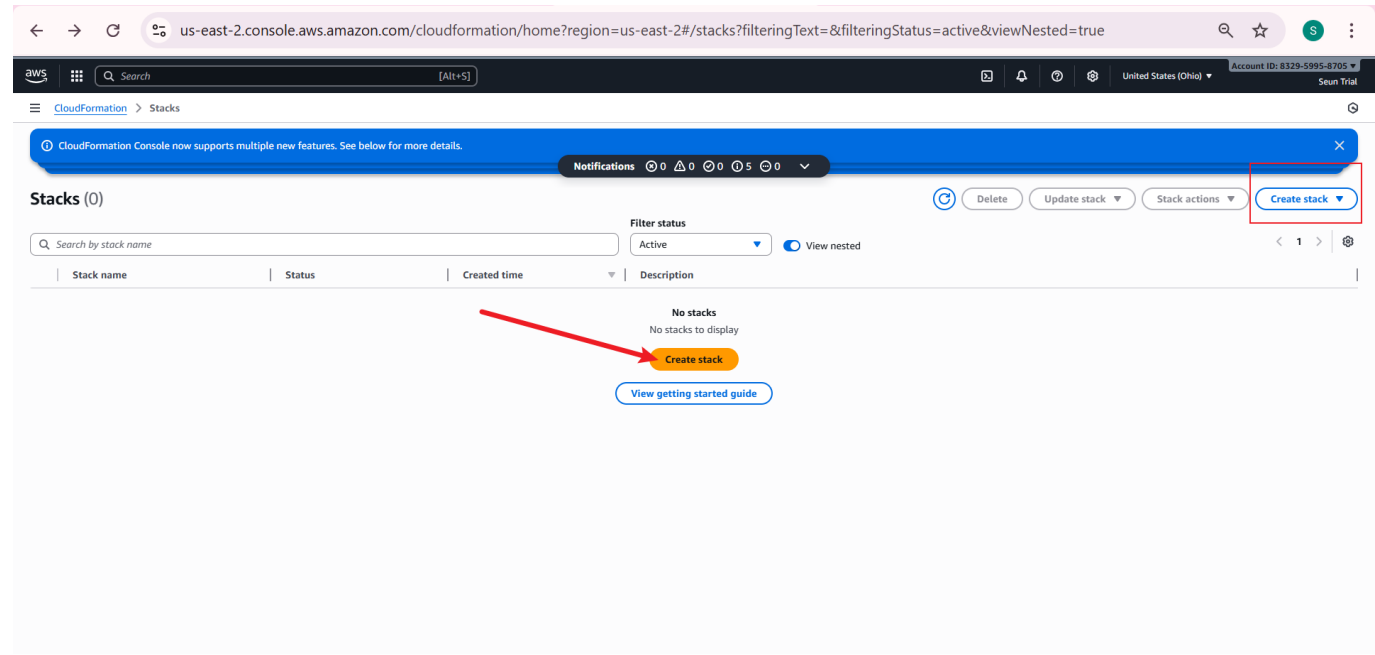 us-east-2.console.aws.amazon.com/cloudformation/home?region=us-east-2#/stacks?filteringText=&filteringStatus=active&viewNested=true
S
Account ID: 8329-5995-8705
aws
Search
[Alt+S]
United States (Ohio)
Seun Trial
CloudFormation > Stacks
CloudFormation Console now supports multiple new features. See below for more details.
Notifications 0 0 0 5 0
Stacks (0)
Delete
Update stack
Stack actions
Create stack
Filter status
Search by stack name
Active
View nested
1
Stack name
Status
Created time
Description
No stacks
No stacks to display
Create stack
View getting started guide